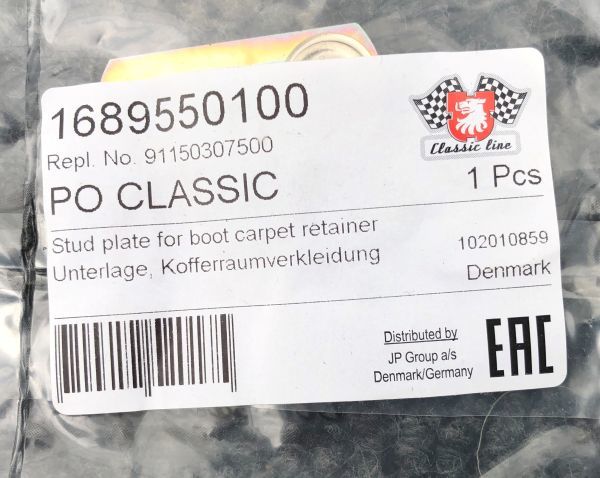 1689550100
Repl. No. 91150307500
PO CLASSIC
Classic line
1 Pcs
Stud plate for boot carpet retainer
Unterlage, Kofferraumverkleidung
102010859
Denmark
Distributed by
JP Group a/s
Denmark/Germany
EAC